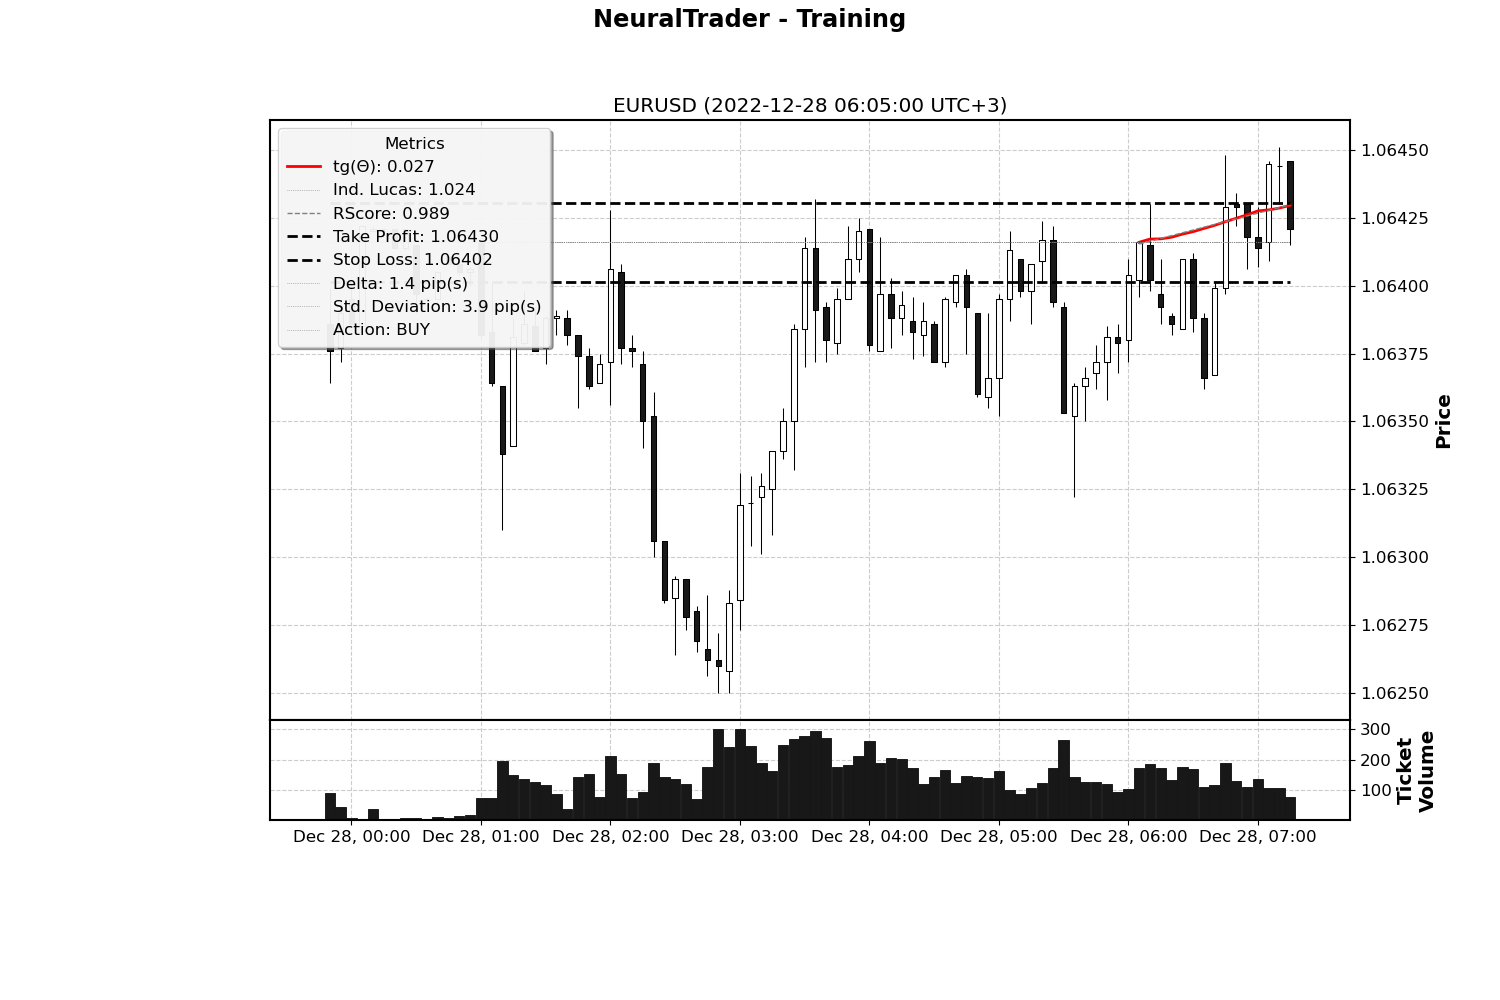 NeuralTrader - Training
EURUSD (2022-12-28 06:05:00 UTC+3)
Metrics
tg(Θ): 0.027
Ind. Lucas: 1.024
RScore: 0.989
Take Profit: 1.06430
Stop Loss: 1.06402
Delta: 1.4 pip(s)
Std. Deviation: 3.9 pip(s)
Action: BUY
1.06450
1.06425
1.06400
1.06375
1.06350
1.06325
1.06300
1.06275
1.06250
Price
300
200
100
Ticket
Volume
Dec 28, 00:00 Dec 28, 01:00 Dec 28, 02:00 Dec 28, 03:00 Dec 28, 04:00 Dec 28, 05:00 Dec 28, 06:00 Dec 28, 07:00